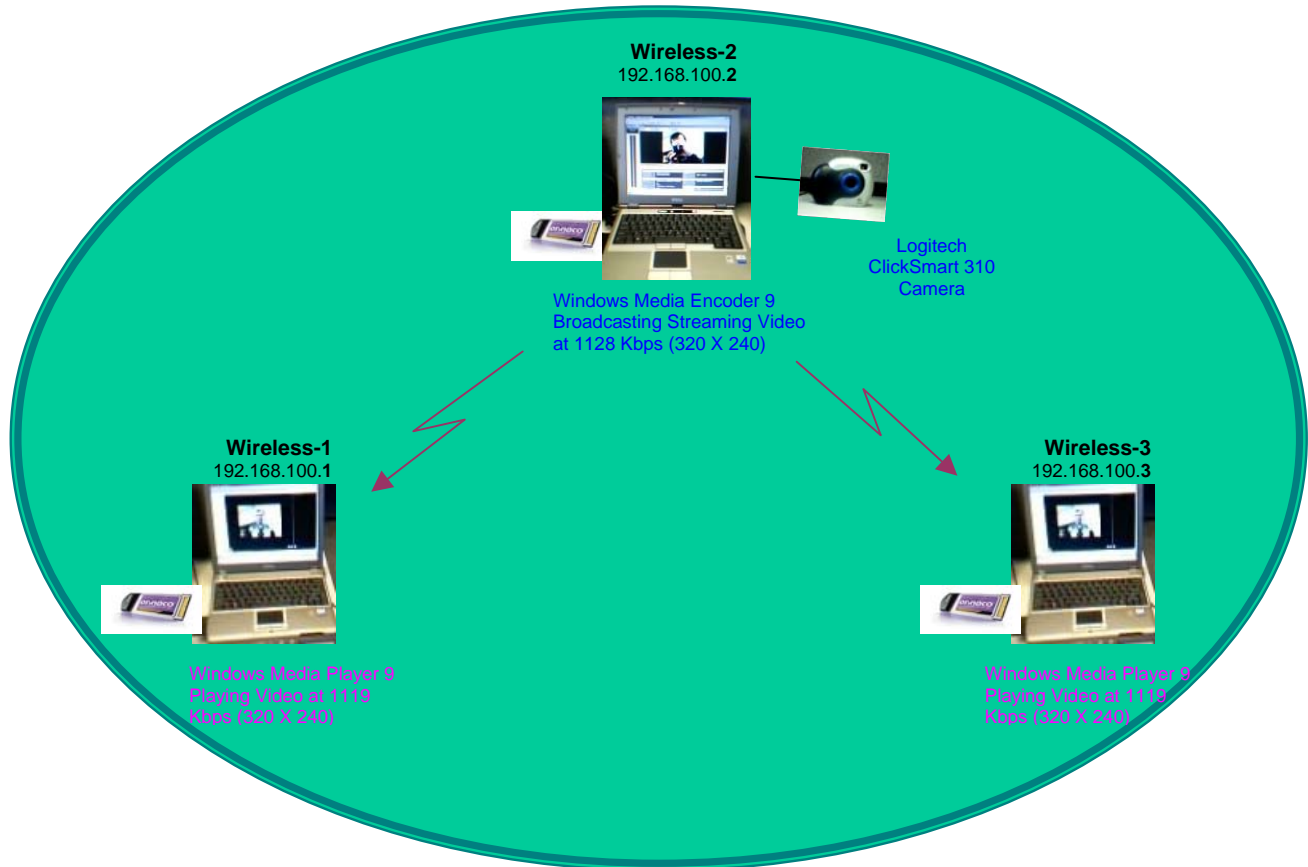 Wireless-2
192.168.100.2
Logitech
ClickSmart 310
Camera
Windows Media Encoder 9
Broadcasting Streaming Video
at 1128 Kbps (320 X 240)
Wireless-1
192.168.100.1
Wireless-3
192.168.100.3
Windows Media Player 9
Playing Video at 1119
Kbps (320 X 240)
Windows Media Player 9
Playing Video at 1119
Kbps (320 X 240)